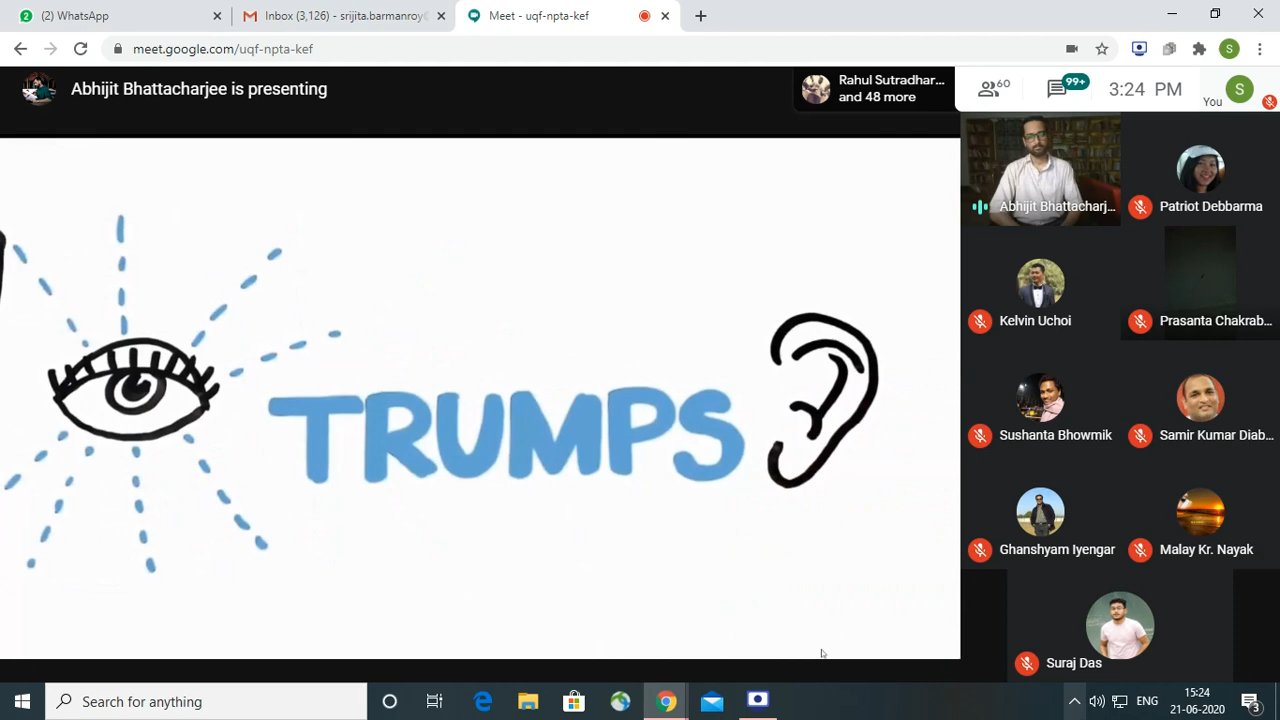 (2) WhatsApp
Inbox (3,126) - srijita.barmanroy
Meet - uqf-npta-kef
meet.google.com/uqf-npta-kef
S
Abhijit Bhattacharjee is presenting
Rahul Sutradhar...
and 48 more
60
99+
3:24 PM
You
S
TRUMPS
Abhijit Bhattacharj...
Patriot Debbarma
Kelvin Uchoi
Prasanta Chakrab...
Sushanta Bhowmik
Samir Kumar Diab...
Ghanshyam Iyengar
Malay Kr. Nayak
Suraj Das
Search for anything
ENG
15:24
21-06-2020
3